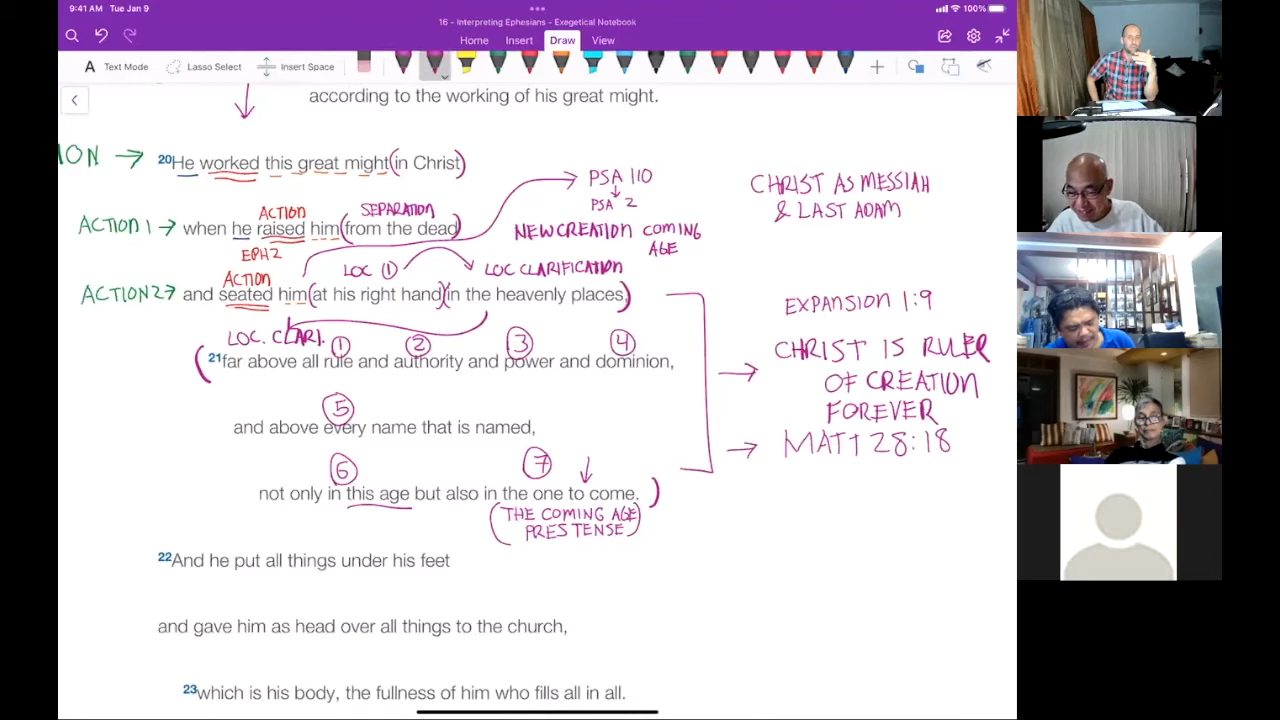 9:41 AM Tue Jan 9
100%
16 - Interpreting Ephesians - Exegetical Notebook
Home Insert Draw View
A Text Mode Lasso Select Insert Space
according to the working of his great might.
ION →
20He worked this great might (in Christ)
PSA 110
PSA 2
CHRIST AS MESSIAH
& LAST ADAM
ACTION SEPARATION
ACTION 1 → when he raised him (from the dead)
NEW CREATION COMING
AGE
EPH 2
ACTION LOC ① LOC CLARIFICATION
ACTION 2 → and seated him (at his right hand)(in the heavenly places,)
EXPANSION 1:9
LOC. CLARI. ① ② ③ ④
(21far above all rule and authority and power and dominion,
CHRIST IS RULER
OF CREATION
FOREVER
⑤
and above every name that is named,
MATT 28:18
⑥ ⑦
not only in this age but also in the one to come. )
(THE COMING AGE)
PRES TENSE
22And he put all things under his feet
and gave him as head over all things to the church,
23which is his body, the fullness of him who fills all in all.